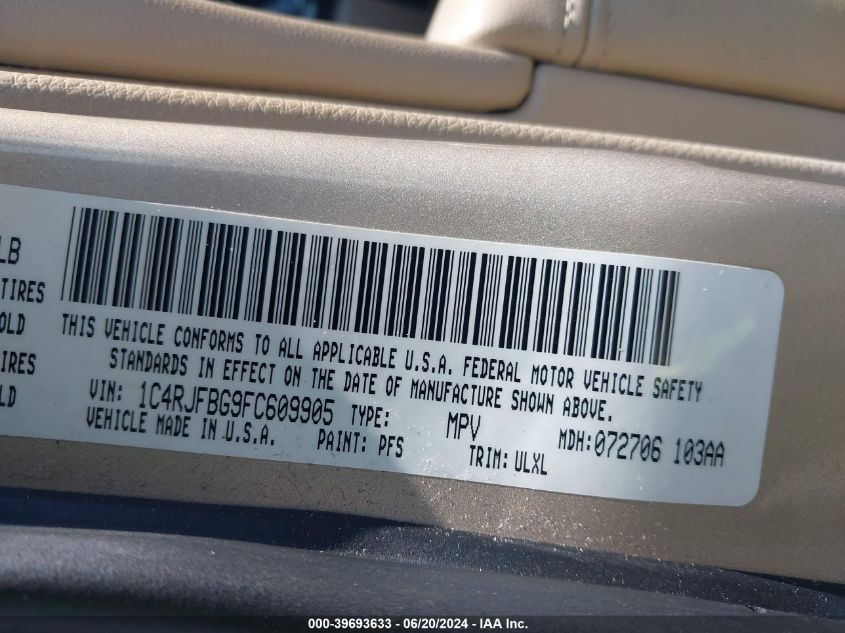 LB
TIRES
OLD
IRES
LD
THIS VEHICLE CONFORMS TO ALL APPLICABLE U.S.A. FEDERAL MOTOR VEHICLE SAFETY
STANDARDS IN EFFECT ON THE DATE OF MANUFACTURE SHOWN ABOVE.
VIN: 1C4RJFBG9FC609905 TYPE: MPV MDH:072706 103AA
VEHICLE MADE IN U.S.A. PAINT: PFS TRIM: ULXL
000-39693633 / 06/20/2024 / IAA Inc.